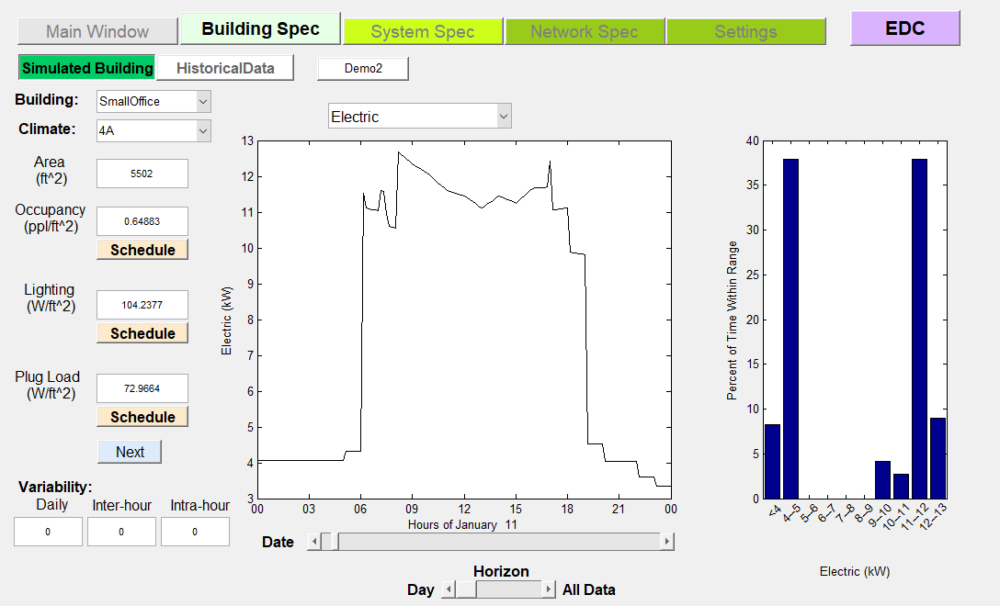 Main Window
Building Spec
System Spec
Network Spec
Settings
EDC
Simulated Building
HistoricalData
Demo2
Building:
SmallOffice
Climate:
4A
Area
(ft^2)
5502
Occupancy
(ppl/ft^2)
0.64883
Schedule
Lighting
(W/ft^2)
104.2377
Schedule
Plug Load
(W/ft^2)
72.9664
Schedule
Next
Variability:
Daily
Inter-hour
Intra-hour
0
0
0
Electric
13
12
11
10
9
8
7
6
5
4
3
Electric (kW)
00
03
06
09
12
15
18
21
00
Hours of January 11
Date
Horizon
Day
All Data
40
35
30
25
20
15
10
5
0
Percent of Time Within Range
<4
4–5
5–6
6–7
7–8
8–9
9–10
10–11
11–12
12–13
Electric (kW)